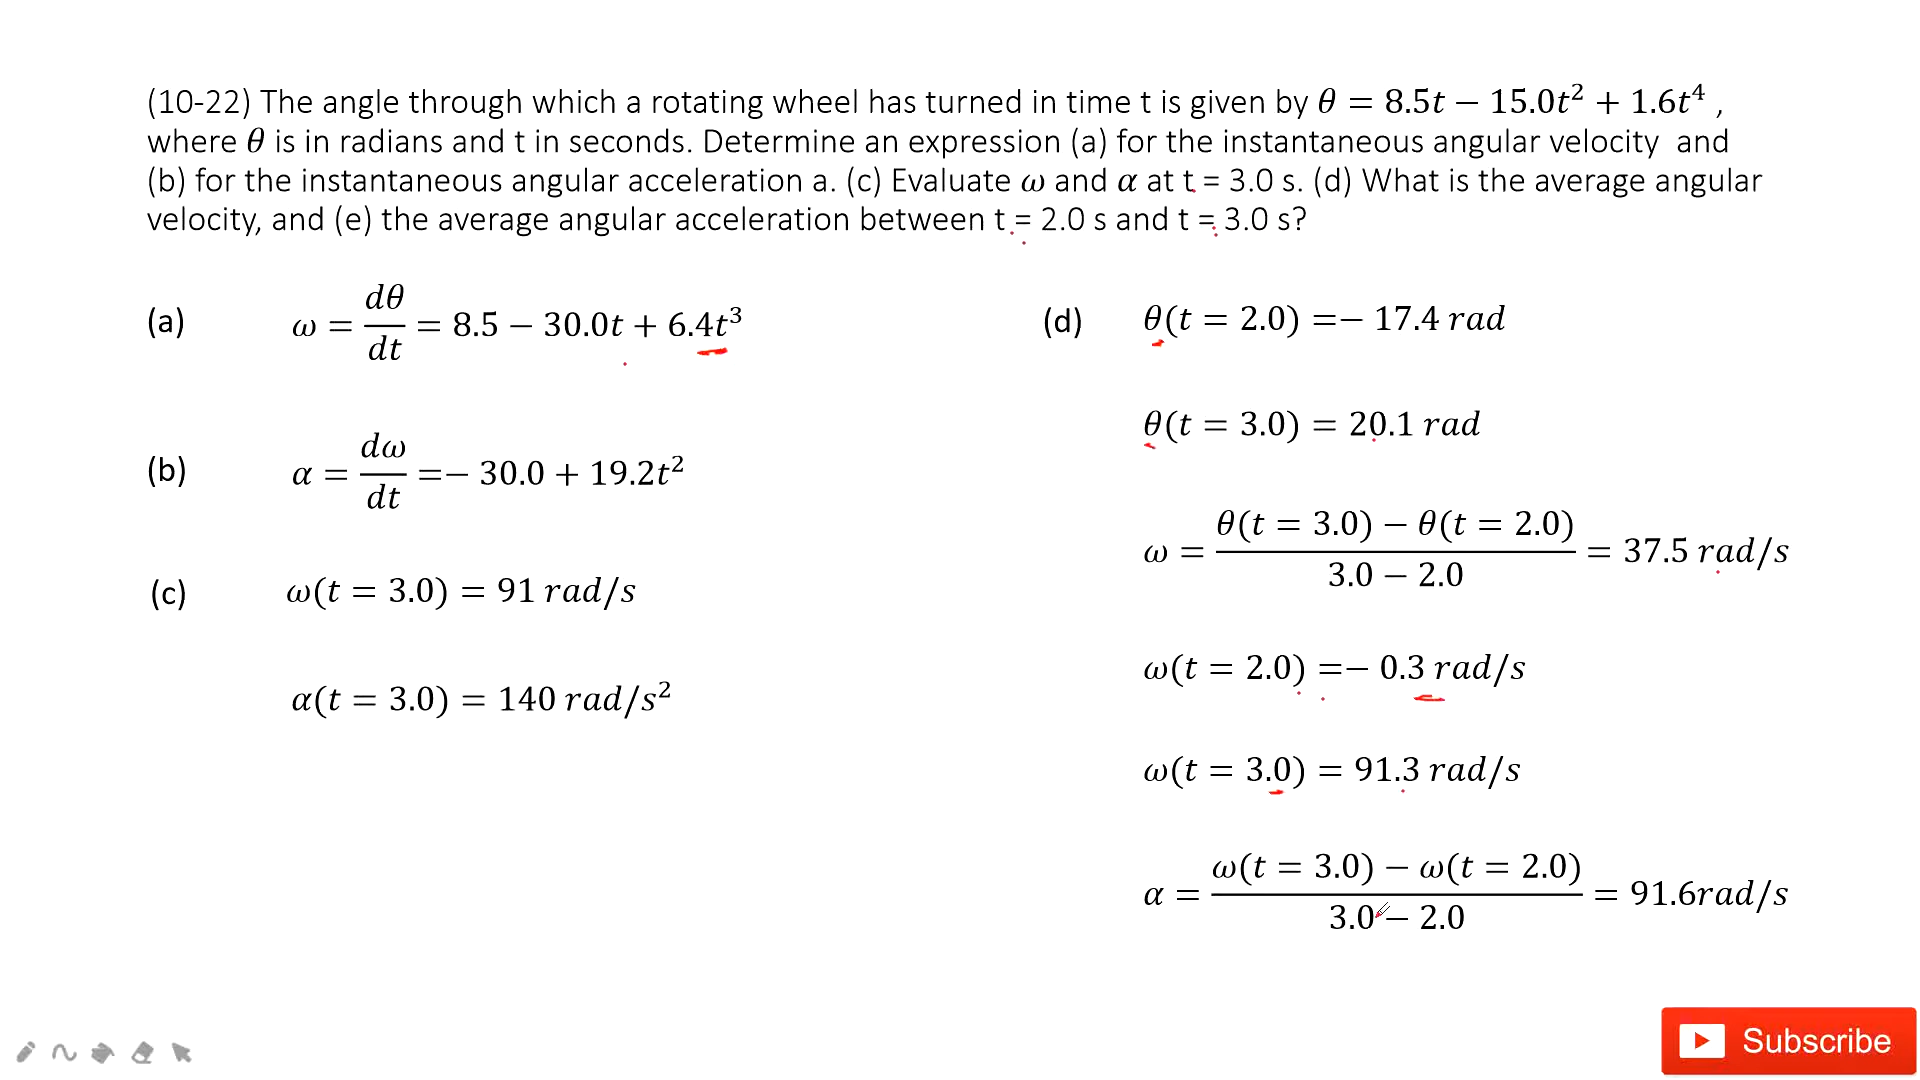 (10-22) The angle through which a rotating wheel has turned in time t is given by θ = 8.5t − 15.0t² + 1.6t⁴ ,
where θ is in radians and t in seconds. Determine an expression (a) for the instantaneous angular velocity and
(b) for the instantaneous angular acceleration a. (c) Evaluate ω and α at t = 3.0 s. (d) What is the average angular
velocity, and (e) the average angular acceleration between t = 2.0 s and t = 3.0 s?
(a) ω = dθ/dt = 8.5 − 30.0t + 6.4t³
(b) α = dω/dt =− 30.0 + 19.2t²
(c) ω(t = 3.0) = 91 rad/s
α(t = 3.0) = 140 rad/s²
(d) θ(t = 2.0) =− 17.4 rad
θ(t = 3.0) = 20.1 rad
ω = (θ(t = 3.0) − θ(t = 2.0))/(3.0 − 2.0) = 37.5 rad/s
ω(t = 2.0) =− 0.3 rad/s
ω(t = 3.0) = 91.3 rad/s
α = (ω(t = 3.0) − ω(t = 2.0))/(3.0 − 2.0) = 91.6rad/s
Subscribe